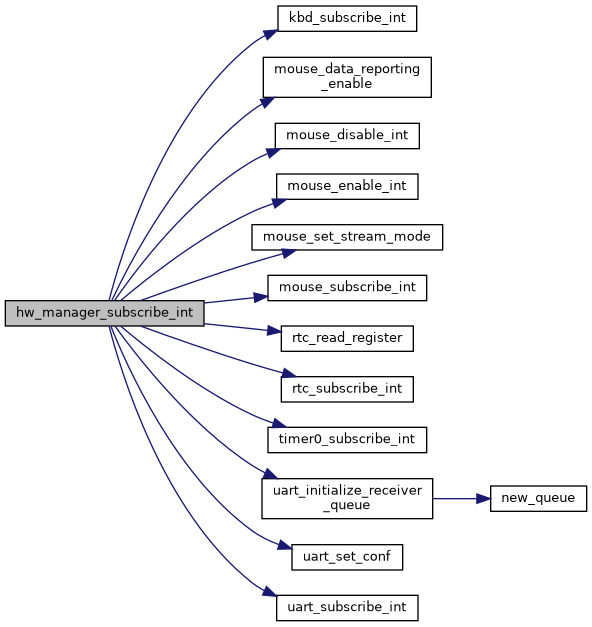 kbd_subscribe_int
mouse_data_reporting
_enable
mouse_disable_int
mouse_enable_int
mouse_set_stream_mode
mouse_subscribe_int
hw_manager_subscribe_int
rtc_read_register
rtc_subscribe_int
timer0_subscribe_int
uart_initialize_receiver
_queue
new_queue
uart_set_conf
uart_subscribe_int